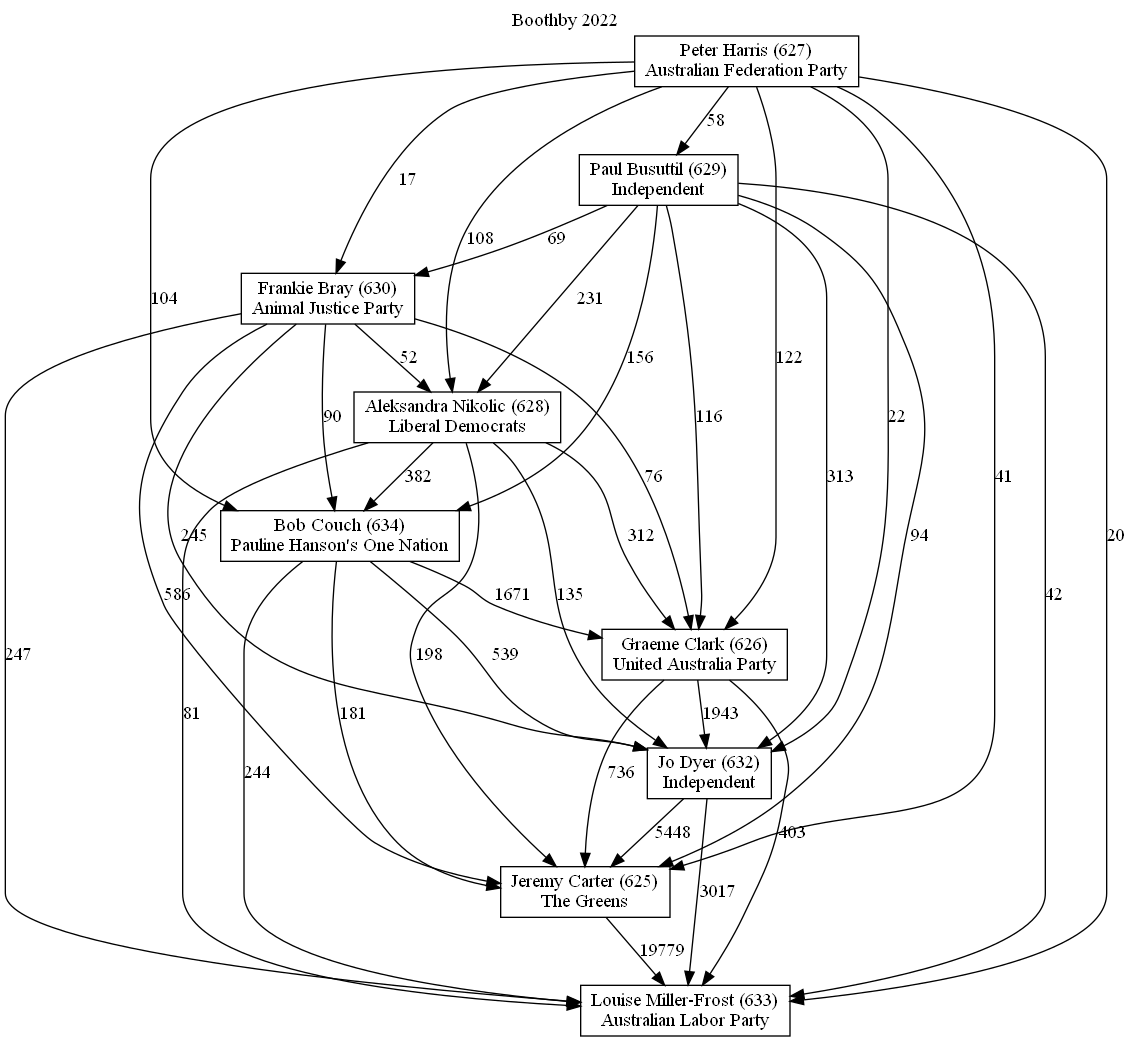 Boothby 2022
Peter Harris (627)
Australian Federation Party
58
Paul Busuttil (629)
Independent
17
108
69
Frankie Bray (630)
Animal Justice Party
104
231
52
156
122
Aleksandra Nikolic (628)
Liberal Democrats
90
116
22
382
76
313
41
Bob Couch (634)
Pauline Hanson's One Nation
245
312
94
20
586
1671
135
42
Graeme Clark (626)
United Australia Party
247
198
539
81
181
1943
Jo Dyer (632)
Independent
244
736
5448
403
Jeremy Carter (625)
The Greens
3017
19779
Louise Miller-Frost (633)
Australian Labor Party